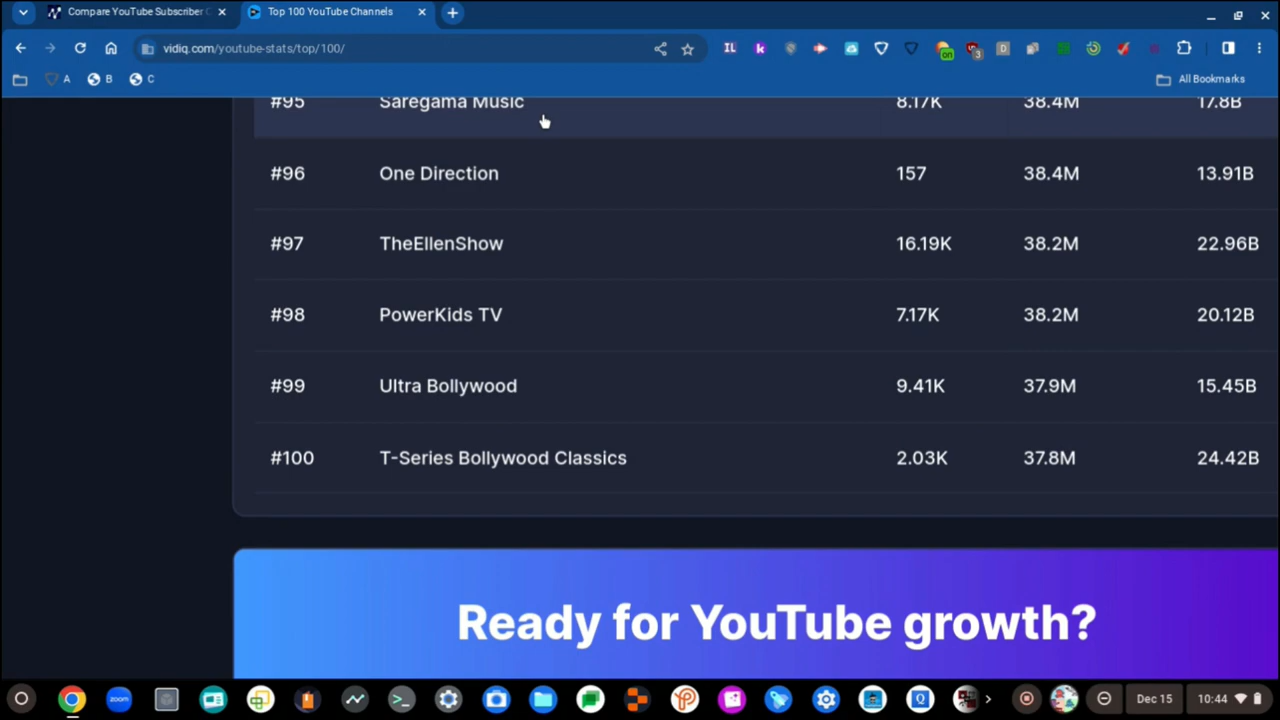 Compare YouTube Subscriber C
Top 100 YouTube Channels
vidiq.com/youtube-stats/top/100/
IL
k
on
3
D
A
B
C
All Bookmarks
#95 Saregama Music 8.17K 38.4M 17.8B
#96 One Direction 157 38.4M 13.91B
#97 TheEllenShow 16.19K 38.2M 22.96B
#98 PowerKids TV 7.17K 38.2M 20.12B
#99 Ultra Bollywood 9.41K 37.9M 15.45B
#100 T-Series Bollywood Classics 2.03K 37.8M 24.42B
Ready for YouTube growth?
zoom
Q
Dec 15
10:44